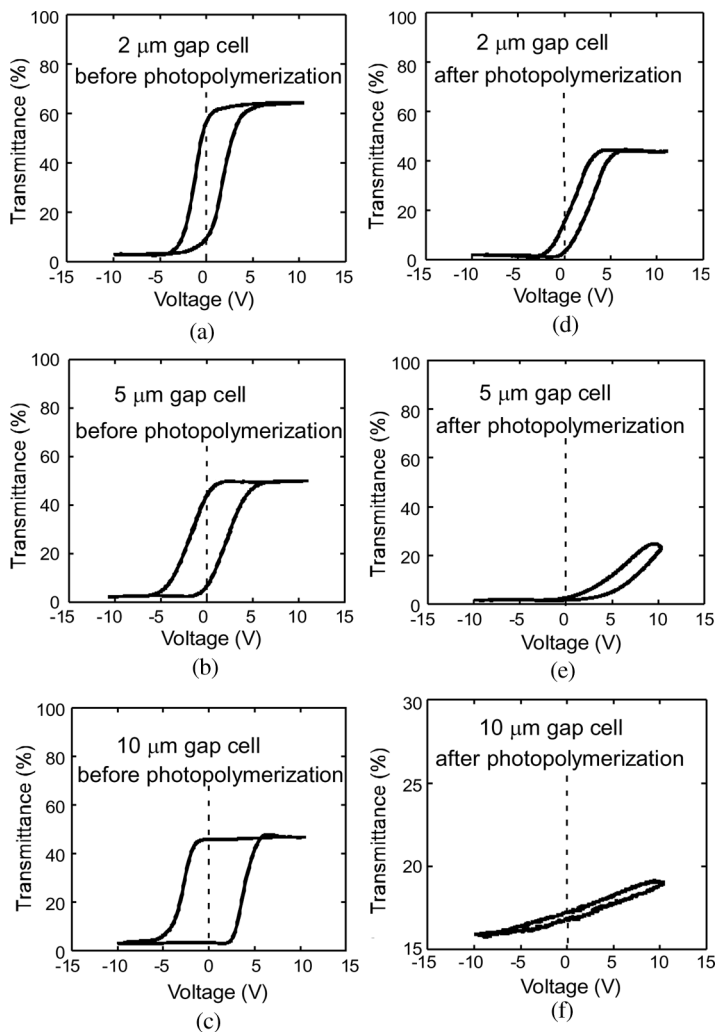 2 μm gap cell
before photopolymerization
Transmittance (%)
100
80
60
40
20
0
-15 -10 -5 0 5 10 15
Voltage (V)
(a)
2 μm gap cell
after photopolymerization
Transmittance (%)
100
80
60
40
20
0
-15 -10 -5 0 5 10 15
Voltage (V)
(d)
5 μm gap cell
before photopolymerization
Transmittance (%)
100
80
60
40
20
0
-15 -10 -5 0 5 10 15
Voltage (V)
(b)
5 μm gap cell
after photopolymerization
Transmittance (%)
100
80
60
40
20
0
-15 -10 -5 0 5 10 15
Voltage (V)
(e)
10 μm gap cell
before photopolymerization
Transmittance (%)
100
80
60
40
20
0
-15 -10 -5 0 5 10 15
Voltage (V)
(c)
10 μm gap cell
after photopolymerization
Transmittance (%)
30
25
20
15
-15 -10 -5 0 5 10 15
Voltage (V)
(f)